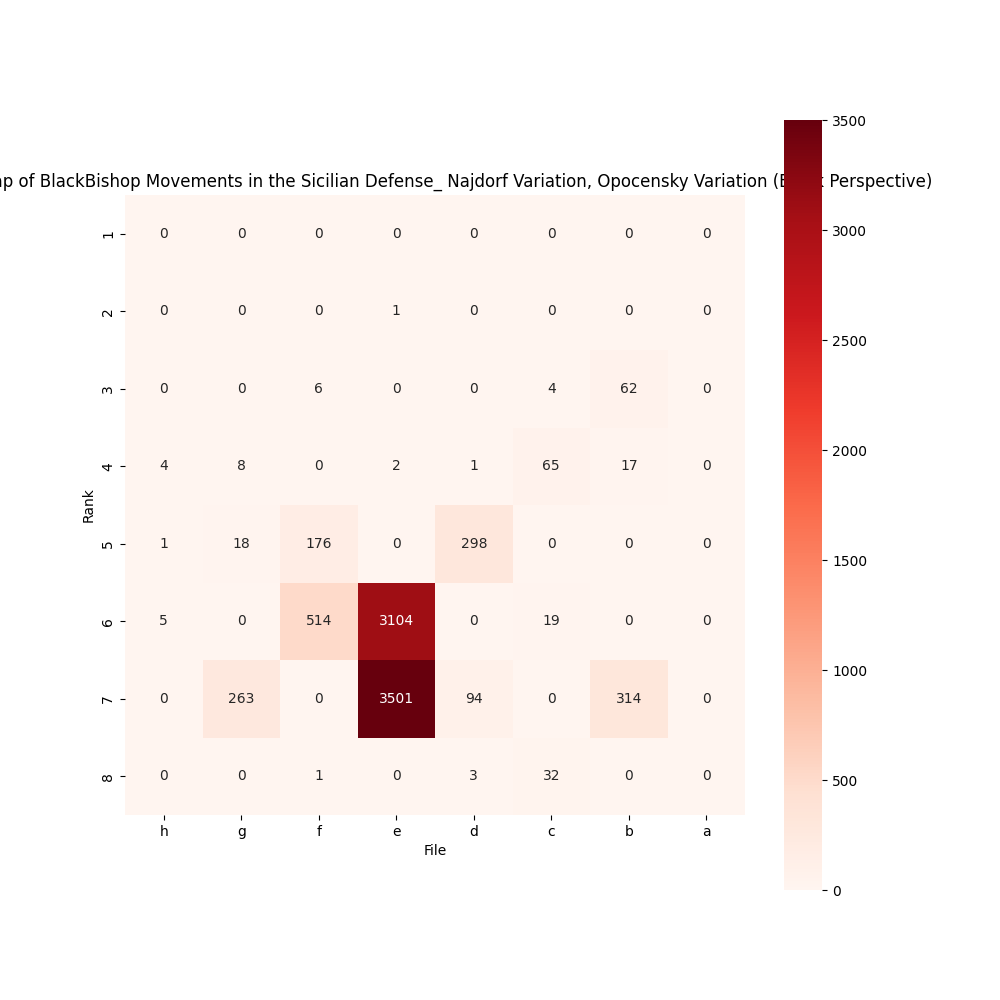 of BlackBishop Movements in the Sicilian Defense_ Najdorf Variation, Opocensky Variation Perspective)
Rank
1 0 0 0 0 0 0 0 0
2 0 0 0 1 0 0 0 0
3 0 0 6 0 0 4 62 0
4 4 8 0 2 1 65 17 0
5 1 18 176 0 298 0 0 0
6 5 0 514 3104 0 19 0 0
7 0 263 0 3501 94 0 314 0
8 0 0 1 0 3 32 0 0
h g f e d c b a
File
3500
3000
2500
2000
1500
1000
500
0